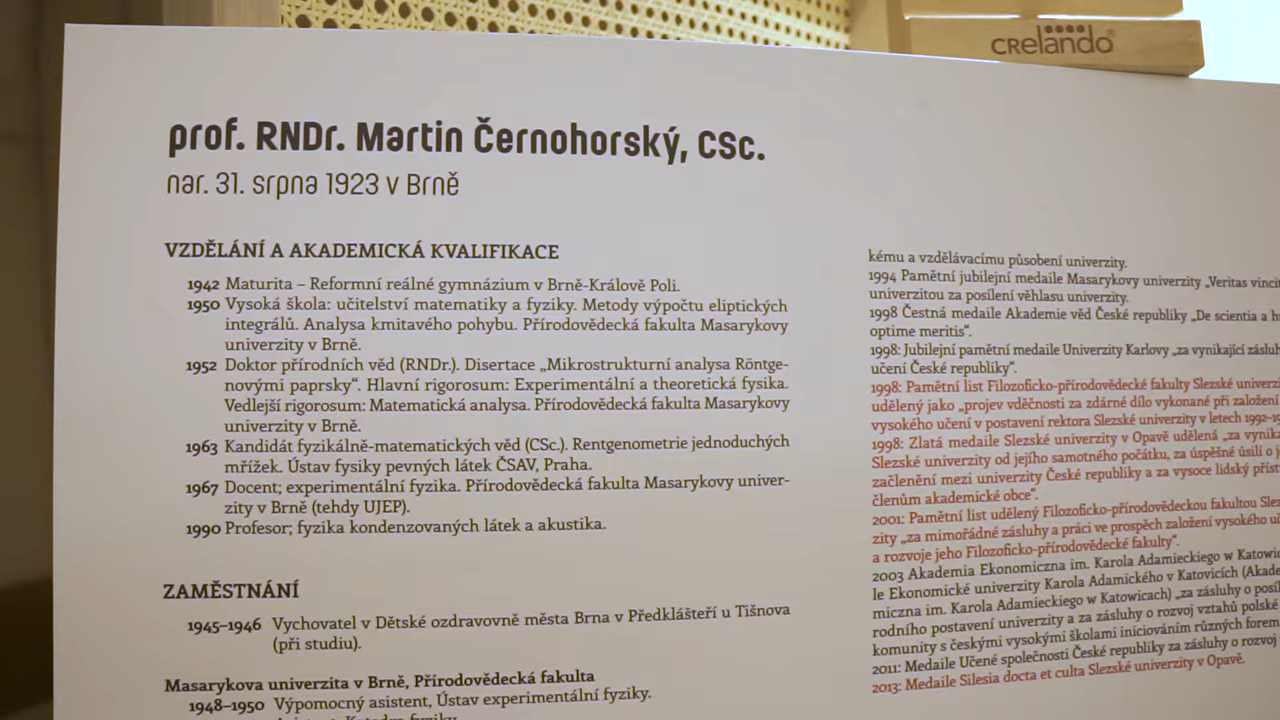 CRelando
prof. RNDr. Martin Černohorský, CSc.
nar. 31. srpna 1923 v Brně
VZDĚLÁNÍ A AKADEMICKÁ KVALIFIKACE
1942 Maturita – Reformní reálné gymnázium v Brně-Králově Poli.
1950 Vysoká škola: učitelství matematiky a fyziky. Metody výpočtu eliptických
integrálů. Analysa kmitavého pohybu. Přírodovědecká fakulta Masarykovy
univerzity v Brně.
1952 Doktor přírodních věd (RNDr.). Disertace „Mikrostrukturní analysa Röntge-
novými paprsky“. Hlavní rigorosum: Experimentální a theoretická fysika.
Vedlejší rigorosum: Matematická analysa. Přírodovědecká fakulta Masarykovy
univerzity v Brně.
1963 Kandidát fyzikálně-matematických věd (CSc.). Rentgenometrie jednoduchých
mřížek. Ústav fysiky pevných látek ČSAV, Praha.
1967 Docent; experimentální fyzika. Přírodovědecká fakulta Masarykovy univer-
zity v Brně (tehdy UJEP).
1990 Profesor; fyzika kondenzovaných látek a akustika.
ZAMĚSTNÁNÍ
1945–1946 Vychovatel v Dětské ozdravovně města Brna v Předklášteří u Tišnova
(při studiu).
Masarykova univerzita v Brně, Přírodovědecká fakulta
1948–1950 Výpomocný asistent, Ústav experimentální fyziky.
kému a vzdělávacímu působení univerzity.
1994 Pamětní jubilejní medaile Masarykovy univerzity „Veritas vincit
univerzitou za posílení věhlasu univerzity.
1998 Čestná medaile Akademie věd České republiky „De scientia a h
optime meritis“.
1998: Jubilejní pamětní medaile Univerzity Karlovy „za vynikající zásluh
učení České republiky“.
1998: Pamětní list Filozoficko-přírodovědecké fakulty Slezské univerzi
udělený jako „projev vděčnosti za zdárné dílo vykonané při založení
vysokého učení v postavení rektora Slezské univerzity v letech 1992–19
1998: Zlatá medaile Slezské univerzity v Opavě udělená „za vynika
Slezské univerzity od jejího samotného počátku, za úspěšné úsilí o j
začlenění mezi univerzity České republiky a za vysoce lidský příst
členům akademické obce“.
2001: Pamětní list udělený Filozoficko-přírodovědeckou fakultou Slez
zity „za mimořádné zásluhy a práci ve prospěch založení vysokého u
a rozvoje jeho Filozoficko-přírodovědecké fakulty“.
2003 Akademia Ekonomiczna im. Karola Adamieckiego w Katowic
le Ekonomické univerzity Karola Adamického v Katovicích (Akade
miczna im. Karola Adamieckiego w Katowicach) „za zásluhy o posíl
rodního postavení univerzity a za zásluhy o rozvoj vztahů polské
komunity s českými vysokými školami iniciováním různých forem
2011: Medaile Učené společnosti České republiky za zásluhy o rozvoj
2013: Medaile Silesia docta et culta Slezské univerzity v Opavě.